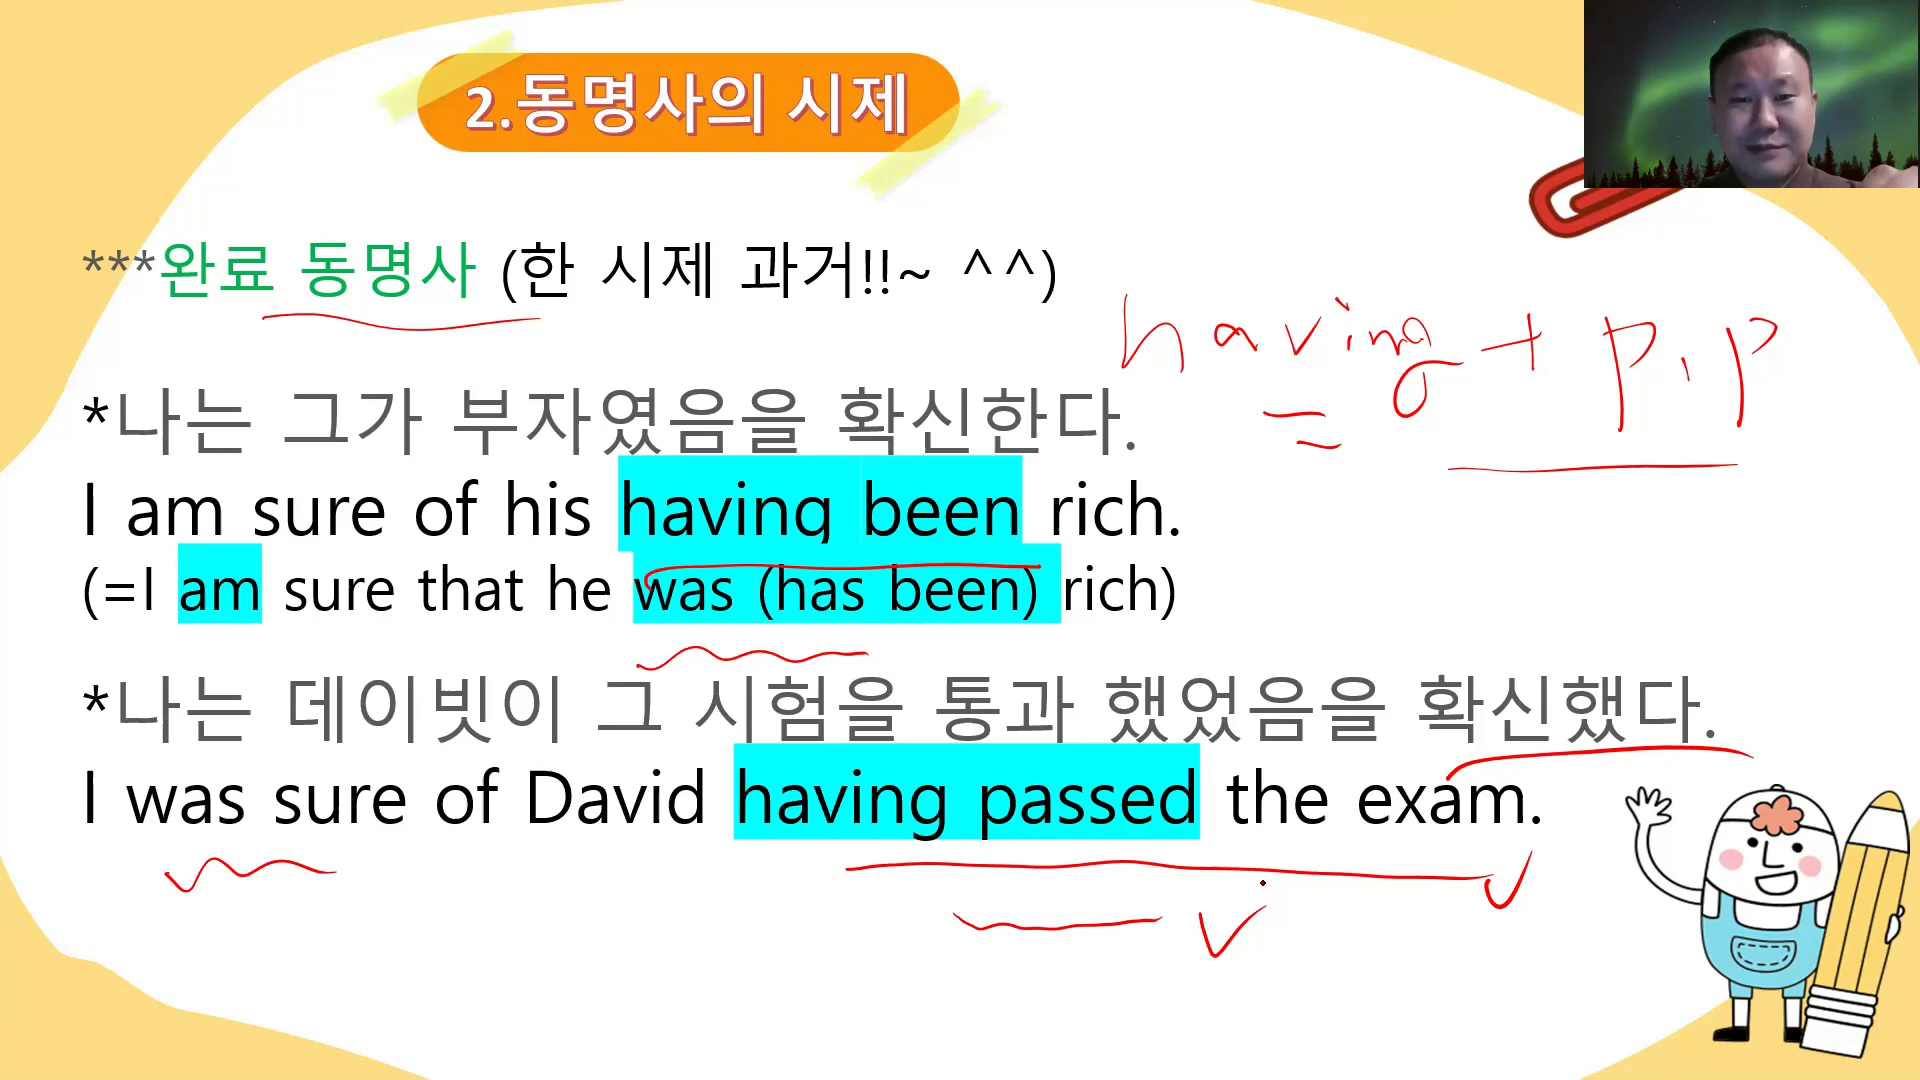 2.동명사의 시제
***완료 동명사 (한 시제 과거!!~ ^^)
having + p.p
*나는 그가 부자였음을 확신한다.
I am sure of his having been rich.
(=I am sure that he was (has been) rich)
*나는 데이빗이 그 시험을 통과 했었음을 확신했다.
I was sure of David having passed the exam.